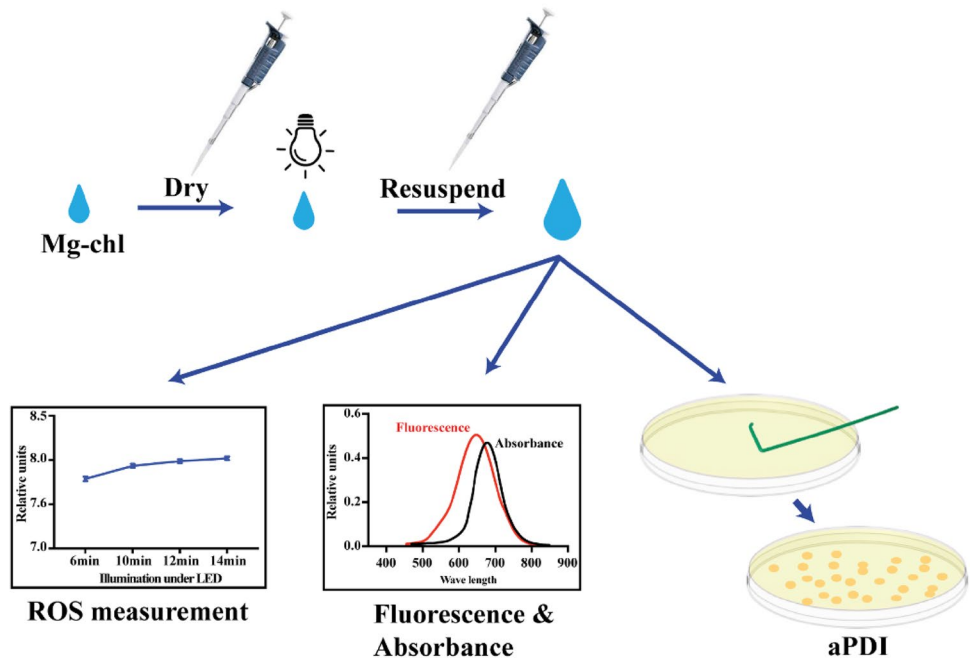 Dry
Resuspend
Mg-chl
8.5
8.0
7.6
7.0
Relative units
6min 10min 12min 14min
Illumination under LED
ROS measurement
0.6
0.4
0.2
0.0
Relative units
Fluorescence
Absorbance
400 500 600 700 800 900
Wave length
Fluorescence &
Absorbance
aPDI